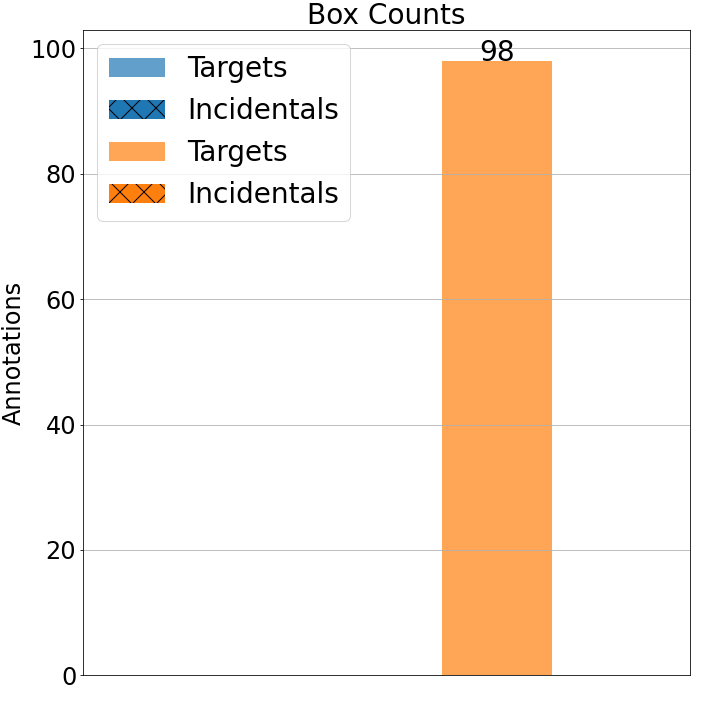 Box Counts
98
Targets
Incidentals
Targets
Incidentals
Annotations
100
80
60
40
20
0